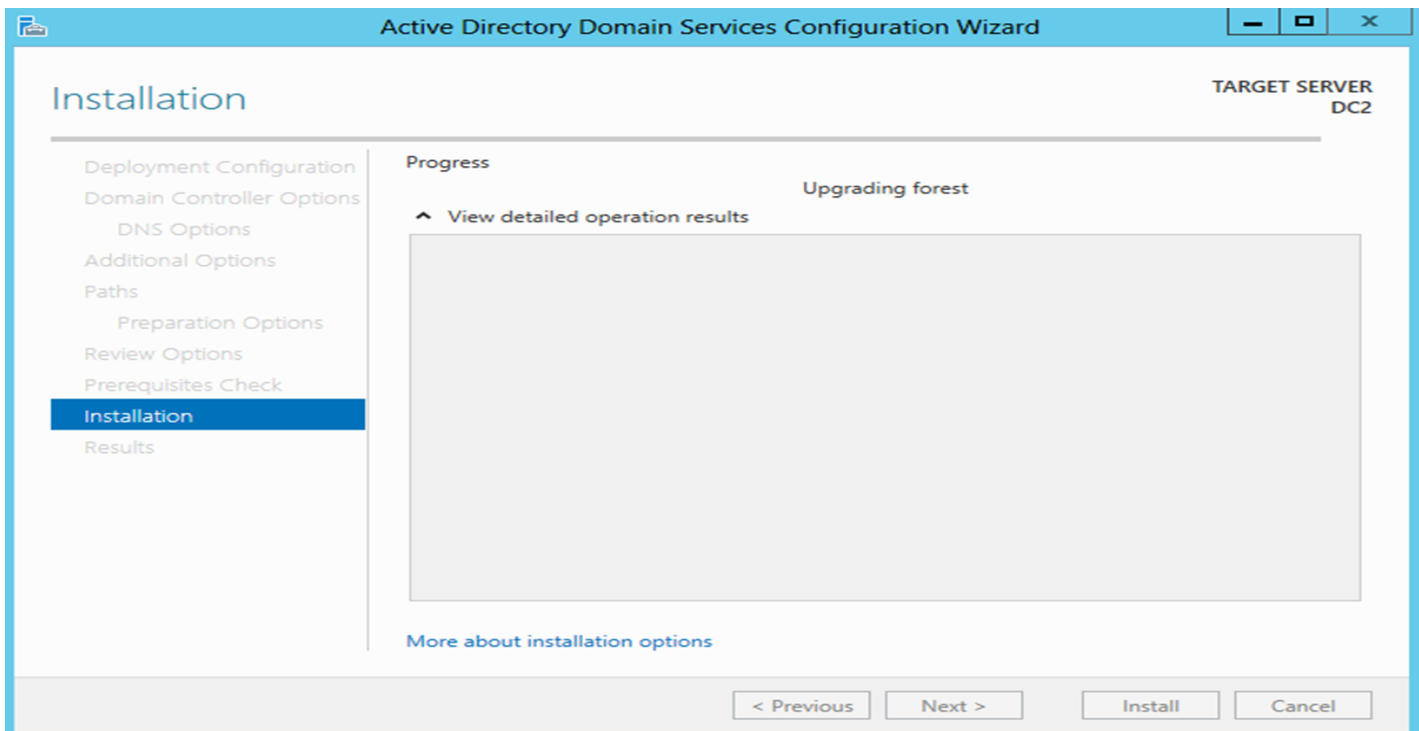 Active Directory Domain Services Configuration Wizard
Installation
TARGET SERVER
DC2
Deployment Configuration
Domain Controller Options
DNS Options
Additional Options
Paths
Preparation Options
Review Options
Prerequisites Check
Installation
Results
Progress
Upgrading forest
View detailed operation results
More about installation options
< Previous
Next >
Install
Cancel